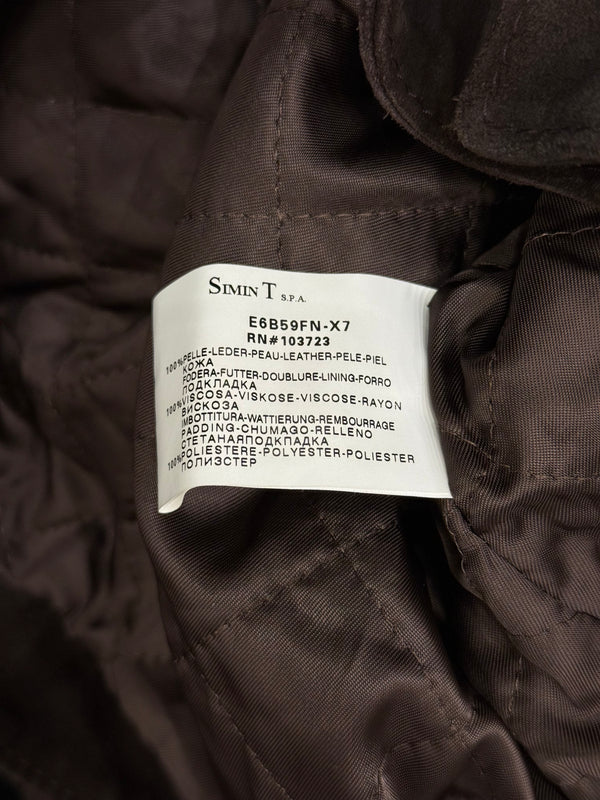 SIMIN T S.P.A.
E6B59FN-X7
RN#103723
100%PELLE-LEDER-PEAU-LEATHER-PELE-PIEL
КОЖА
FODERA-FUTTER-DOUBLURE-LINING-FORRO
ПОДКЛАДКА
100%VISCOSA-VISKOSE-VISCOSE-RAYON
ВИСКОЗА
IMBOTTITURA-WATTIERUNG-REMBOURRAGE
PADDING-CHUMAGO-RELLENO
СТЕГАНАЯПОДКПАДКА
100%POLIESTERE-POLYESTER-POLIESTER
ПОЛИЭСТЕР